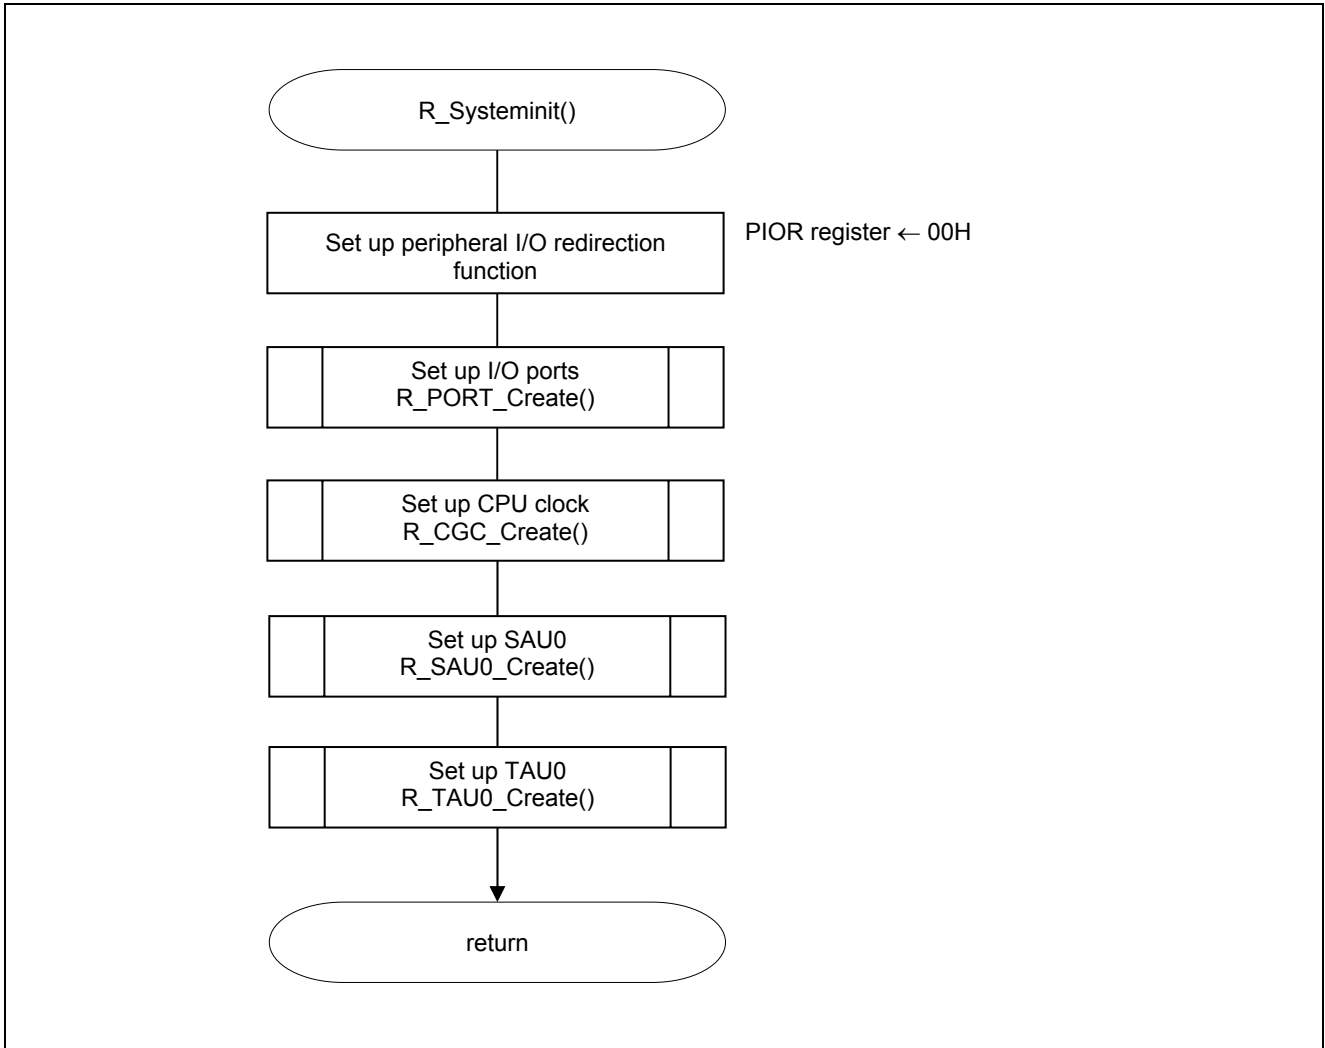 R_Systeminit()
Set up peripheral I/O redirection
function
PIOR register ← 00H
Set up I/O ports
R_PORT_Create()
Set up CPU clock
R_CGC_Create()
Set up SAU0
R_SAU0_Create()
Set up TAU0
R_TAU0_Create()
return